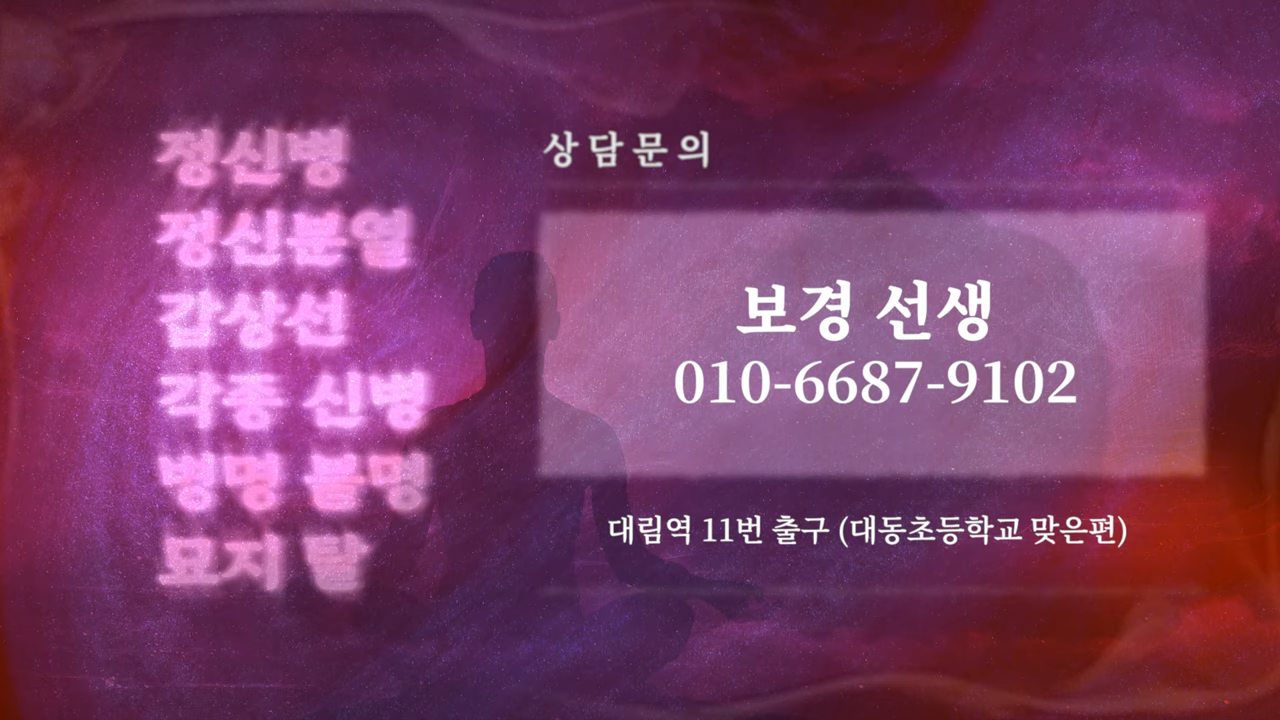 정신병
정신분열
갑상선
각종 신병
병명 불명
묘지 탈
상담문의
보경 선생
010-6687-9102
대림역 11번 출구 (대동초등학교 맞은편)